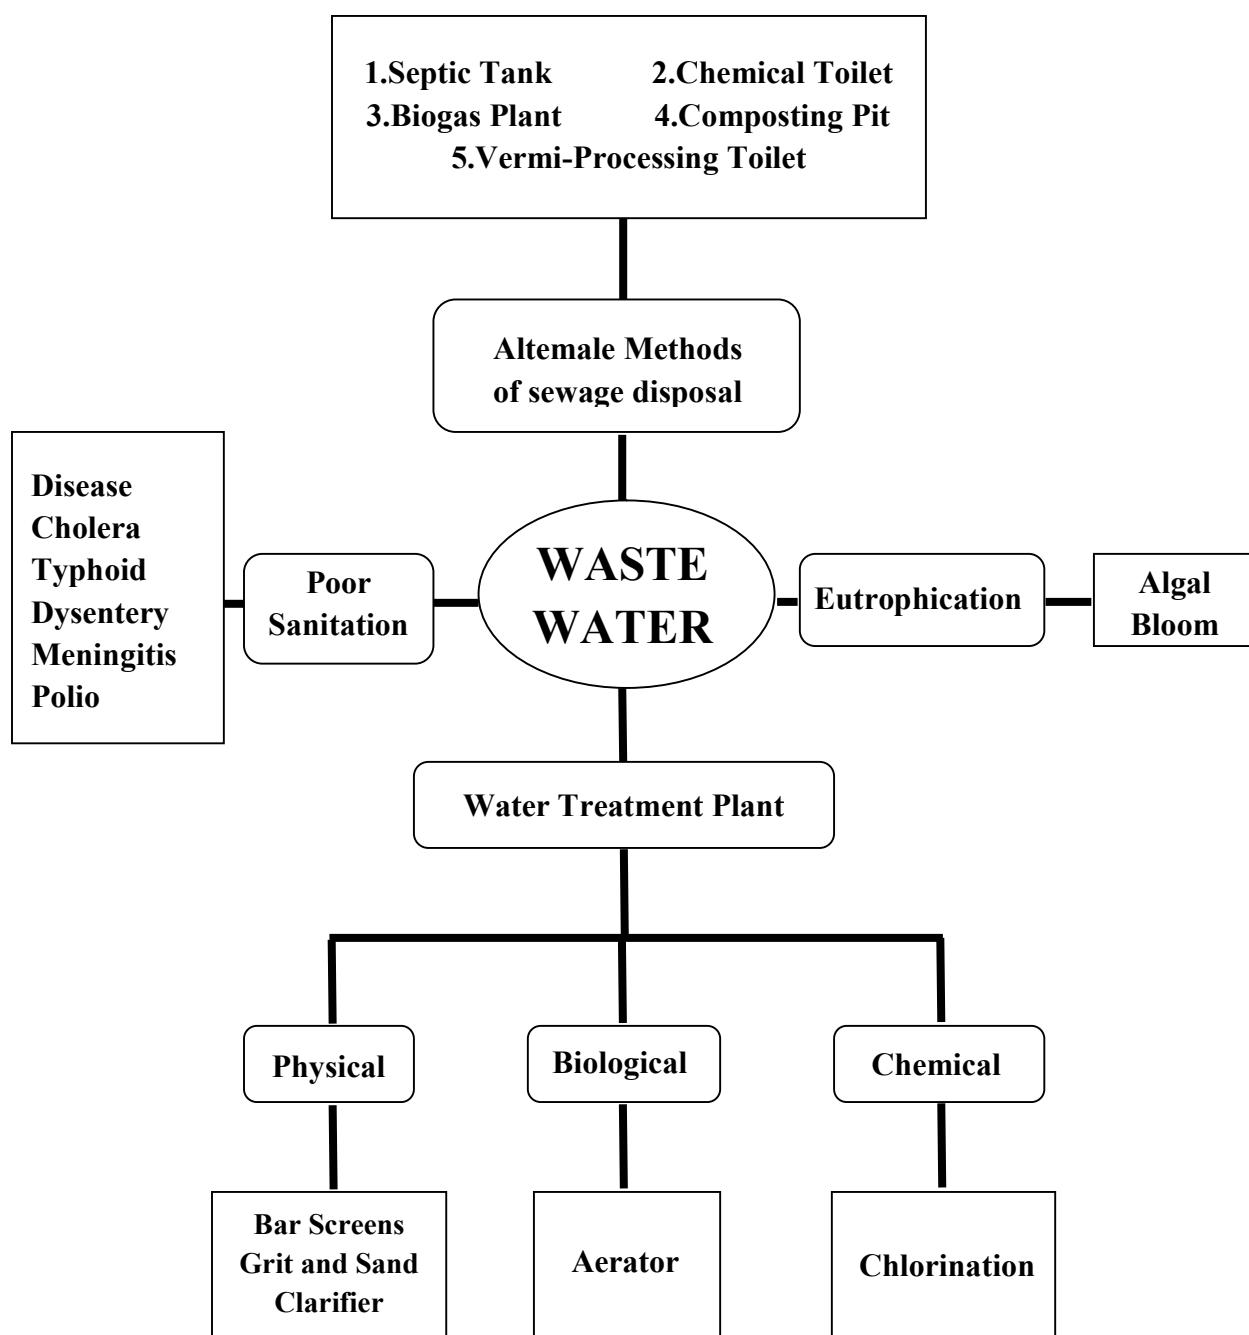 1.Septic Tank 2.Chemical Toilet
3.Biogas Plant 4.Composting Pit
5.Vermi-Processing Toilet
Altemale Methods
of sewage disposal
Disease
Cholera
Typhoid
Dysentery
Meningitis
Polio
Poor
Sanitation
WASTE
WATER
Eutrophication
Algal
Bloom
Water Treatment Plant
Physical
Biological
Chemical
Bar Screens
Grit and Sand
Clarifier
Aerator
Chlorination